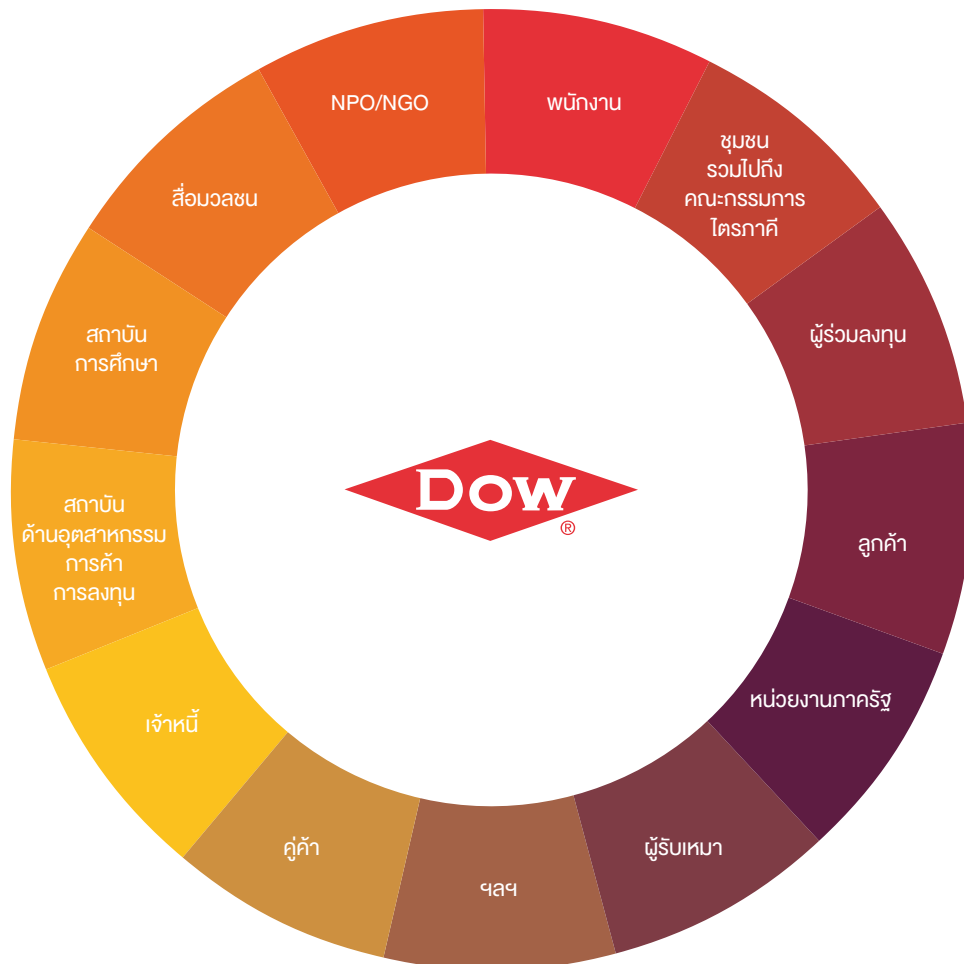 NPO/NGO
พนักงาน
ชุมชน
รวมไปถึง
คณะกรรมการ
ไตรภาคี
ผู้ร่วมลงทุน
ลูกค้า
หน่วยงานภาครัฐ
ผู้รับเหมา
ฯลฯ
คู่ค้า
เจ้าหนี้
สถาบัน
ด้านอุตสาหกรรม
การค้า
การลงทุน
สถาบัน
การศึกษา
สื่อมวลชน
Dow
®